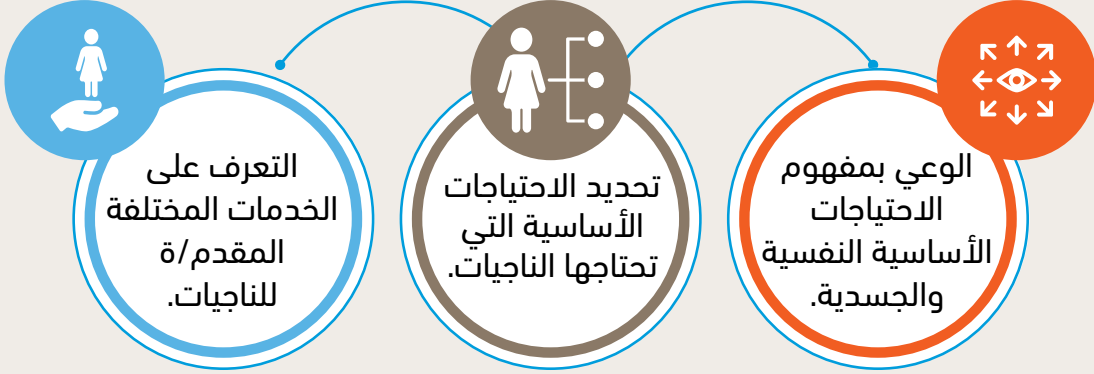 الوعي بمفهوم
الاحتياجات
الأساسية النفسية
والجسدية.
تحديد الاحتياجات
الأساسية التي
تحتاجها الناجيات.
التعرف على
الخدمات المختلفة
المقدم/ة
للناجيات.